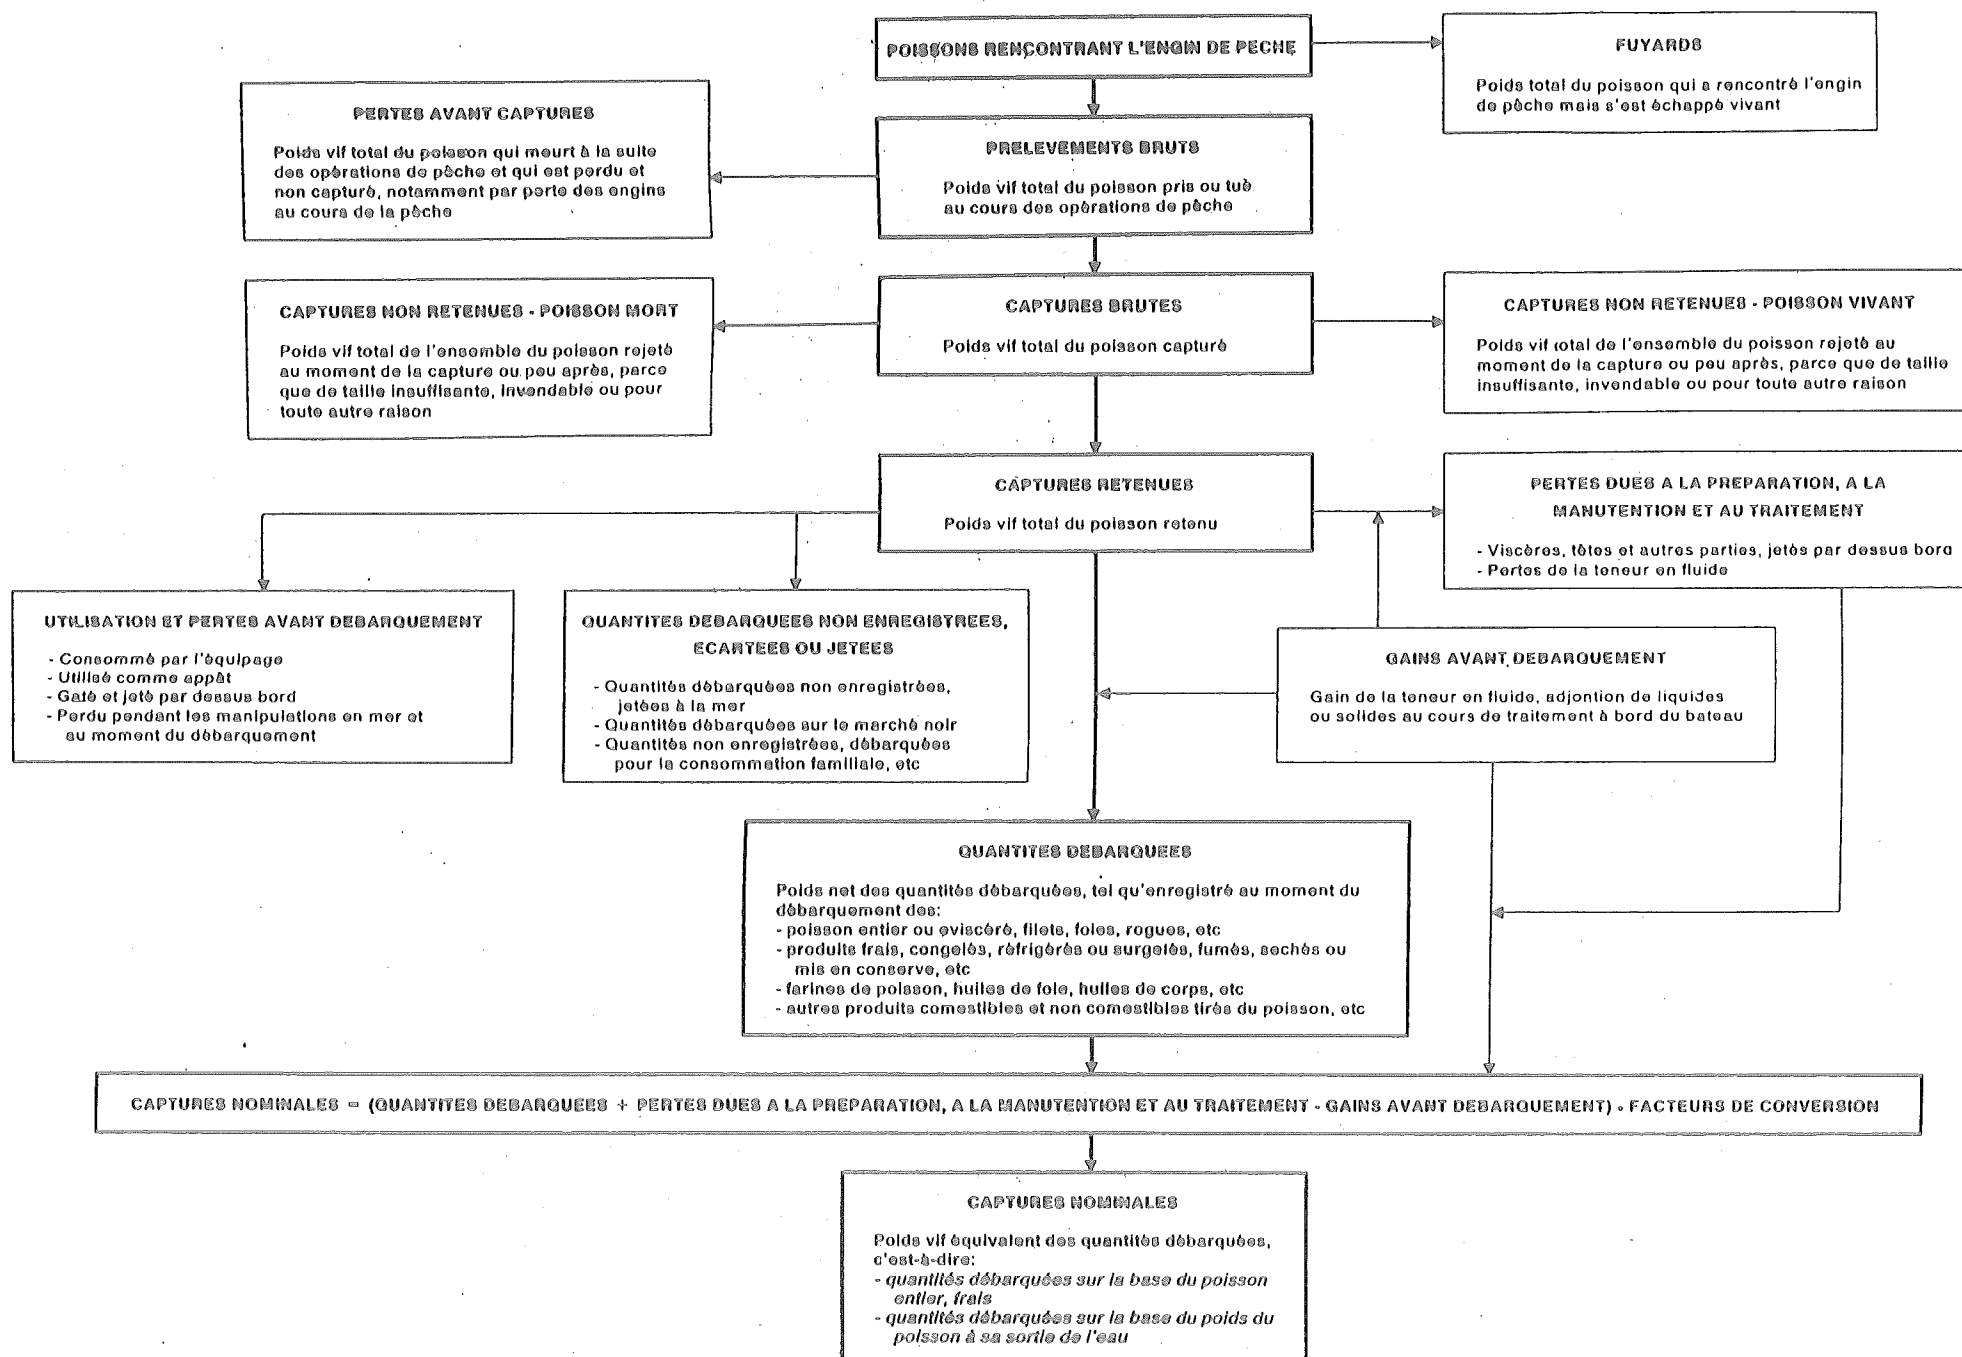 POISSONS RENCONTRANT L'ENGIN DE PECHE
FUYARDS
Poids total du poisson qui a rencontré l'engin
de pêche mais s'est échappé vivant
PERTES AVANT CAPTURES
Poids vif total du poisson qui meurt à la suite
des opérations de pêche et qui est perdu et
non capturé, notamment par perte des engins
au cours de la pêche
PRELEVEMENTS BRUTS
Poids vif total du poisson pris ou tué
au cours des opérations de pêche
CAPTURES NON RETENUES - POISSON MORT
Poids vif total de l'ensemble du poisson rejeté
au moment de la capture ou peu après, parce
que de taille insuffisante, invendable ou pour
toute autre raison
CAPTURES BRUTES
Poids vif total du poisson capturé
CAPTURES NON RETENUES - POISSON VIVANT
Poids vif total de l'ensemble du poisson rejeté au
moment de la capture ou peu après, parce que de taille
insuffisante, invendable ou pour toute autre raison
CAPTURES RETENUES
Poids vif total du poisson retenu
PERTES DUES A LA PREPARATION, A LA
MANUTENTION ET AU TRAITEMENT
- Viscères, têtes et autres parties, jetés par dessus bord
- Pertes de la teneur en fluide
UTILISATION ET PERTES AVANT DEBARQUEMENT
- Consommé par l'équipage
- Utilisé comme appât
- Gaté et jeté par dessus bord
- Perdu pendant les manipulations en mer et
au moment du débarquement
QUANTITES DEBARQUEES NON ENREGISTREES,
ECARTEES OU JETEES
- Quantités débarquées non enregistrées,
jetées à la mer
- Quantités débarquées sur le marché noir
- Quantités non enregistrées, débarquées
pour la consommation familiale, etc
GAINS AVANT DEBARQUEMENT
Gain de la teneur en fluide, adjontion de liquides
ou solides au cours de traitement à bord du bateau
QUANTITES DEBARQUEES
Poids net des quantités débarquées, tel qu'enregistré au moment du
débarquement des:
- poisson entier ou eviscéré, filets, foies, rogues, etc
- produits frais, congelés, réfrigérés ou surgelés, fumés, sechés ou
mis en conserve, etc
- farines de poisson, huiles de foie, huiles de corps, etc
- autres produits comestibles et non comestibles tirés du poisson, etc
CAPTURES NOMINALES = (QUANTITES DEBARQUEES + PERTES DUES A LA PREPARATION, A LA MANUTENTION ET AU TRAITEMENT - GAINS AVANT DEBARQUEMENT) • FACTEURS DE CONVERSION
CAPTURES NOMINALES
Poids vif équivalent des quantités débarquées,
c'est-à-dire:
- quantités débarquées sur la base du poisson
entier, frais
- quantités débarquées sur la base du poids du
poisson à sa sortie de l'eau